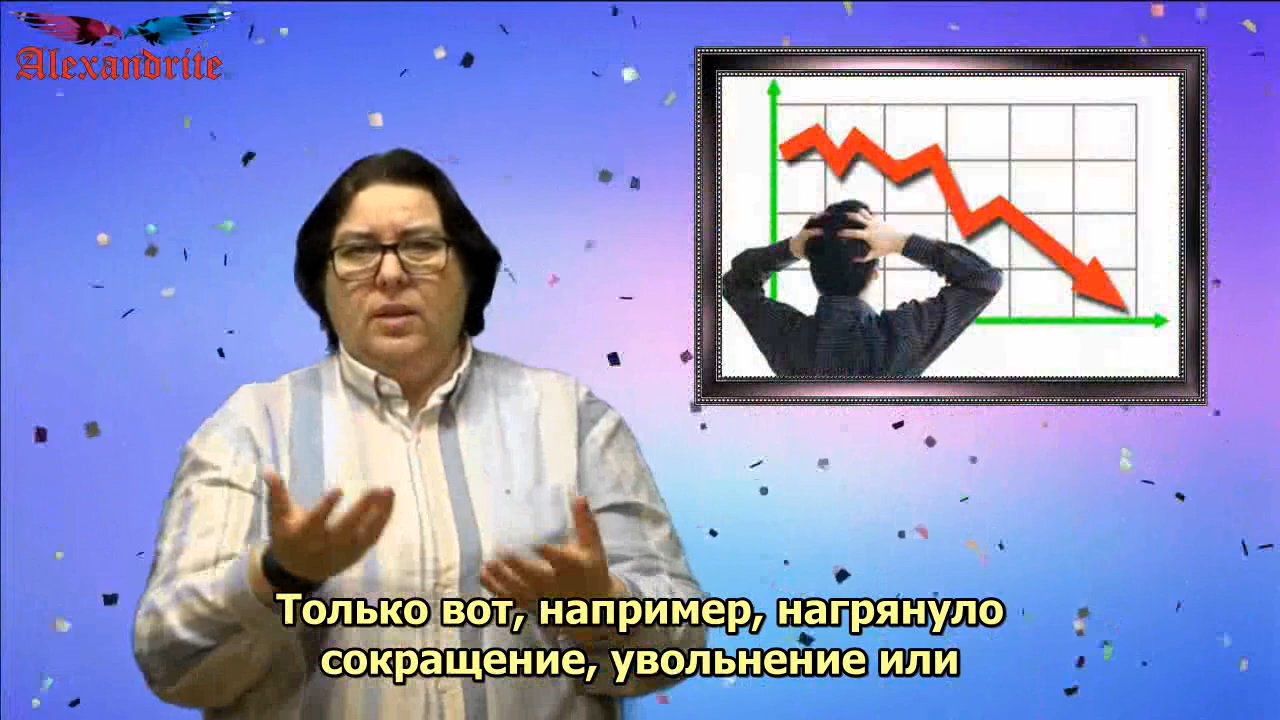 Alexandrite
Только вот, например, нагрянуло
сокращение, увольнение или